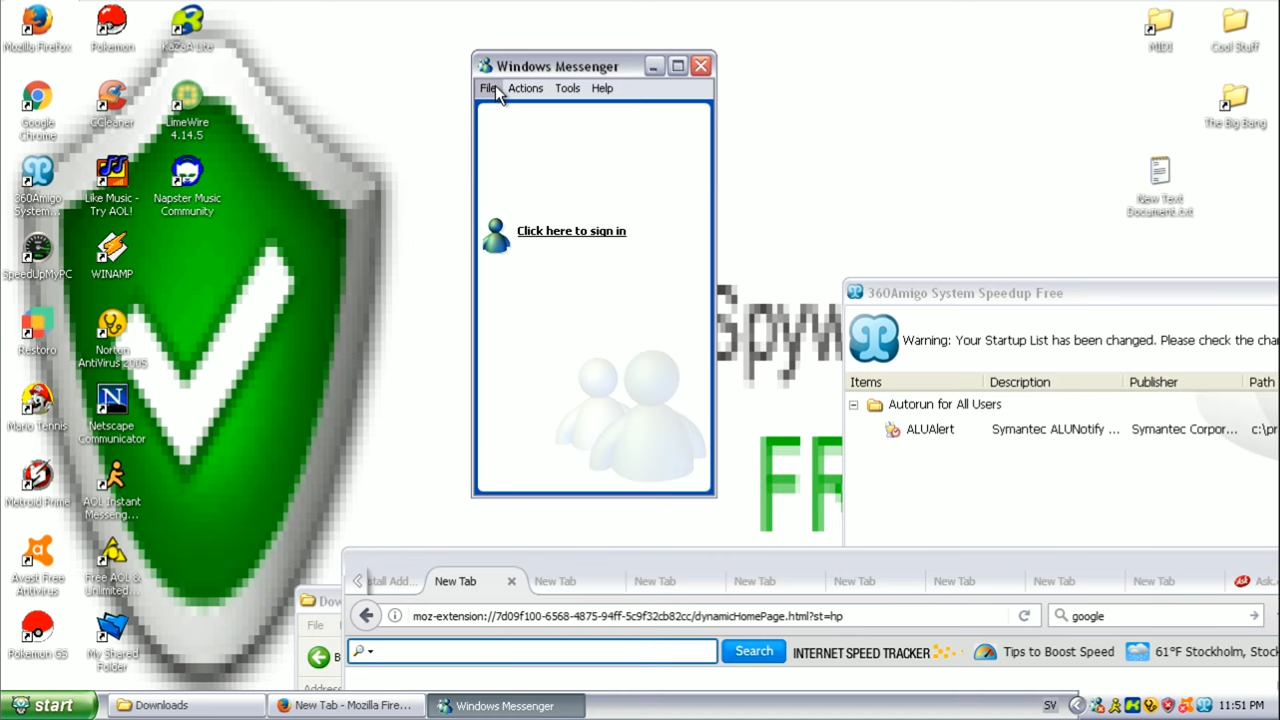 Mozilla Firefox
Pokemon
KaZaA Lite
Google
Chrome
CCleaner
LimeWire
4.14.5
360Amigo
System...
Like Music -
Try AOL!
Napster Music
Community
SpeedUpMyPC
WINAMP
Restoro
Norton
AntiVirus 2005
Mario Tennis
Netscape
Communicator
Metroid Prime
AOL Instant
Messeng...
Avast Free
Antivirus
Free AOL &
Unlimited...
Pokemon GS
My Shared
Folder
Windows Messenger
File Actions Tools Help
Click here to sign in
MIDI
Cool Stuff
The Big Bang
New Text
Document.txt
Spyw
FR
360Amigo System Speedup Free
Warning: Your Startup List has been changed. Please check the cha
Items Description Publisher Path
Autorun for All Users
ALUAlert Symantec ALUNotify ... Symantec Corpor... c:\pr
Dow
File
B
Address
stall Add... New Tab New Tab New Tab New Tab New Tab New Tab New Tab New Tab Ask.
moz-extension://7d09f100-6568-4875-94ff-5c9f32cb82cc/dynamicHomePage.html?st=hp
google
Search INTERNET SPEED TRACKER Tips to Boost Speed 61°F Stockholm, Stock
start Downloads New Tab - Mozilla Fire... Windows Messenger SV 11:51 PM